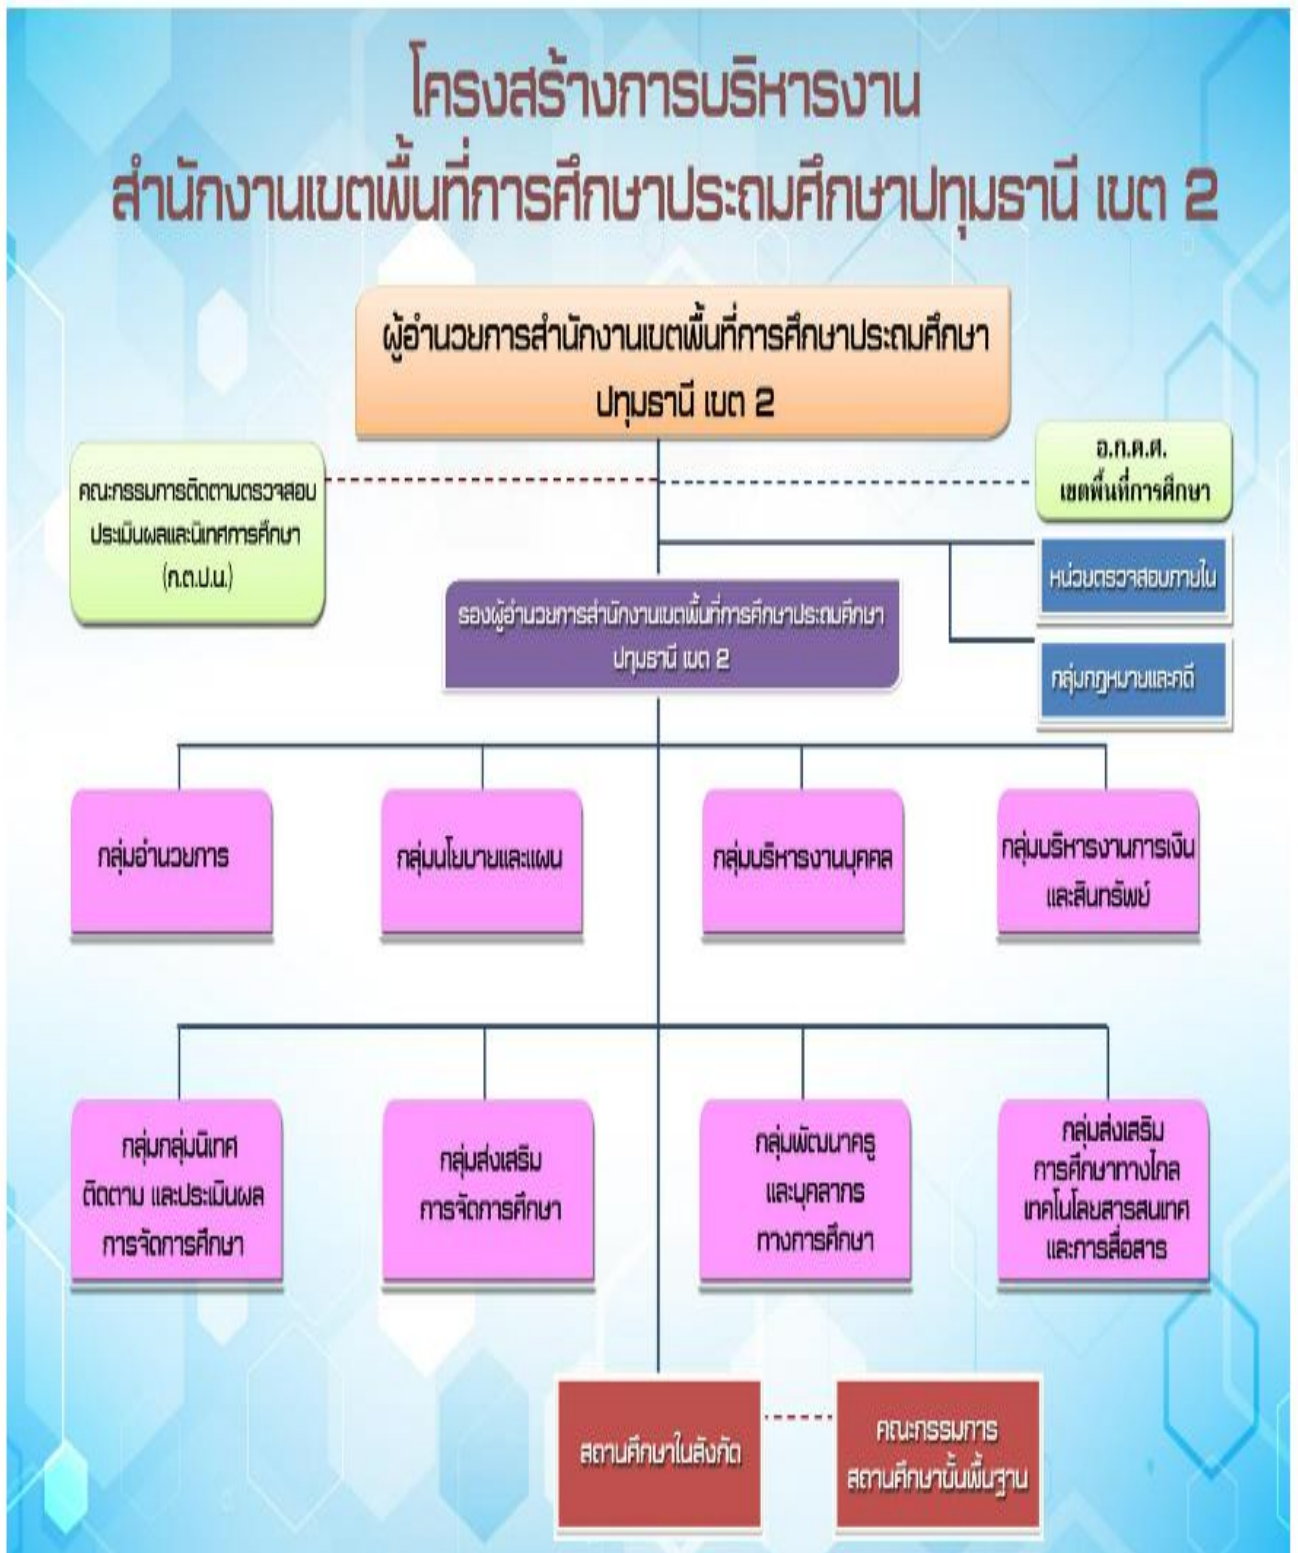 โครงสร้างการบริหารงาน
สำนักงานเขตพื้นที่การศึกษาประถมศึกษาปทุมธานี เขต 2
ผู้อำนวยการสำนักงานเขตพื้นที่การศึกษาประถมศึกษา
ปทุมธานี เขต 2
คณะกรรมการติดตามตรวจสอบ
ประเมินผลและนิเทศการศึกษา
(ก.ต.ป.น.)
อ.ก.ค.ศ.
เขตพื้นที่การศึกษา
หน่วยตรวจสอบภายใน
กลุ่มกฎหมายและคดี
รองผู้อำนวยการสำนักงานเขตพื้นที่การศึกษาประถมศึกษา
ปทุมธานี เขต 2
กลุ่มอำนวยการ
กลุ่มนโยบายและแผน
กลุ่มบริหารงานบุคคล
กลุ่มบริหารงานการเงิน
และสินทรัพย์
กลุ่มกลุ่มนิเทศ
ติดตาม และประเมินผล
การจัดการศึกษา
กลุ่มส่งเสริม
การจัดการศึกษา
กลุ่มพัฒนาครู
และบุคลากร
ทางการศึกษา
กลุ่มส่งเสริม
การศึกษาทางไกล
เทคโนโลยสารสนเทศ
และการสื่อสาร
สถานศึกษาในสังกัด
คณะกรรมการ
สถานศึกษาขั้นพื้นฐาน